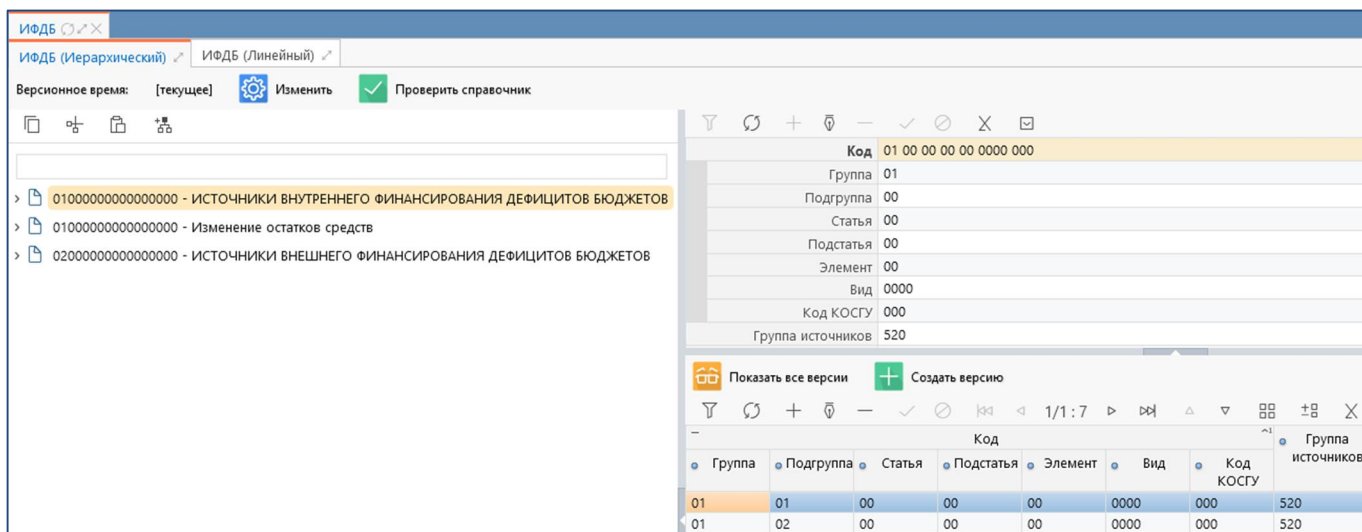 ИФДБ
ИФДБ (Иерархический) ИФДБ (Линейный)
Версионное время: [текущее] Изменить Проверить справочник
01000000000000000 - ИСТОЧНИКИ ВНУТРЕННЕГО ФИНАНСИРОВАНИЯ ДЕФИЦИТОВ БЮДЖЕТОВ
01000000000000000 - Изменение остатков средств
02000000000000000 - ИСТОЧНИКИ ВНЕШНЕГО ФИНАНСИРОВАНИЯ ДЕФИЦИТОВ БЮДЖЕТОВ
Код 01 00 00 00 00 0000 000
Группа 01
Подгруппа 00
Статья 00
Подстатья 00
Элемент 00
Вид 0000
Код КОСГУ 000
Группа источников 520
Показать все версии Создать версию
1/1 : 7
Код
Группа Подгруппа Статья Подстатья Элемент Вид Код КОСГУ Группа источников
01 01 00 00 00 0000 000 520
01 02 00 00 00 0000 000 520